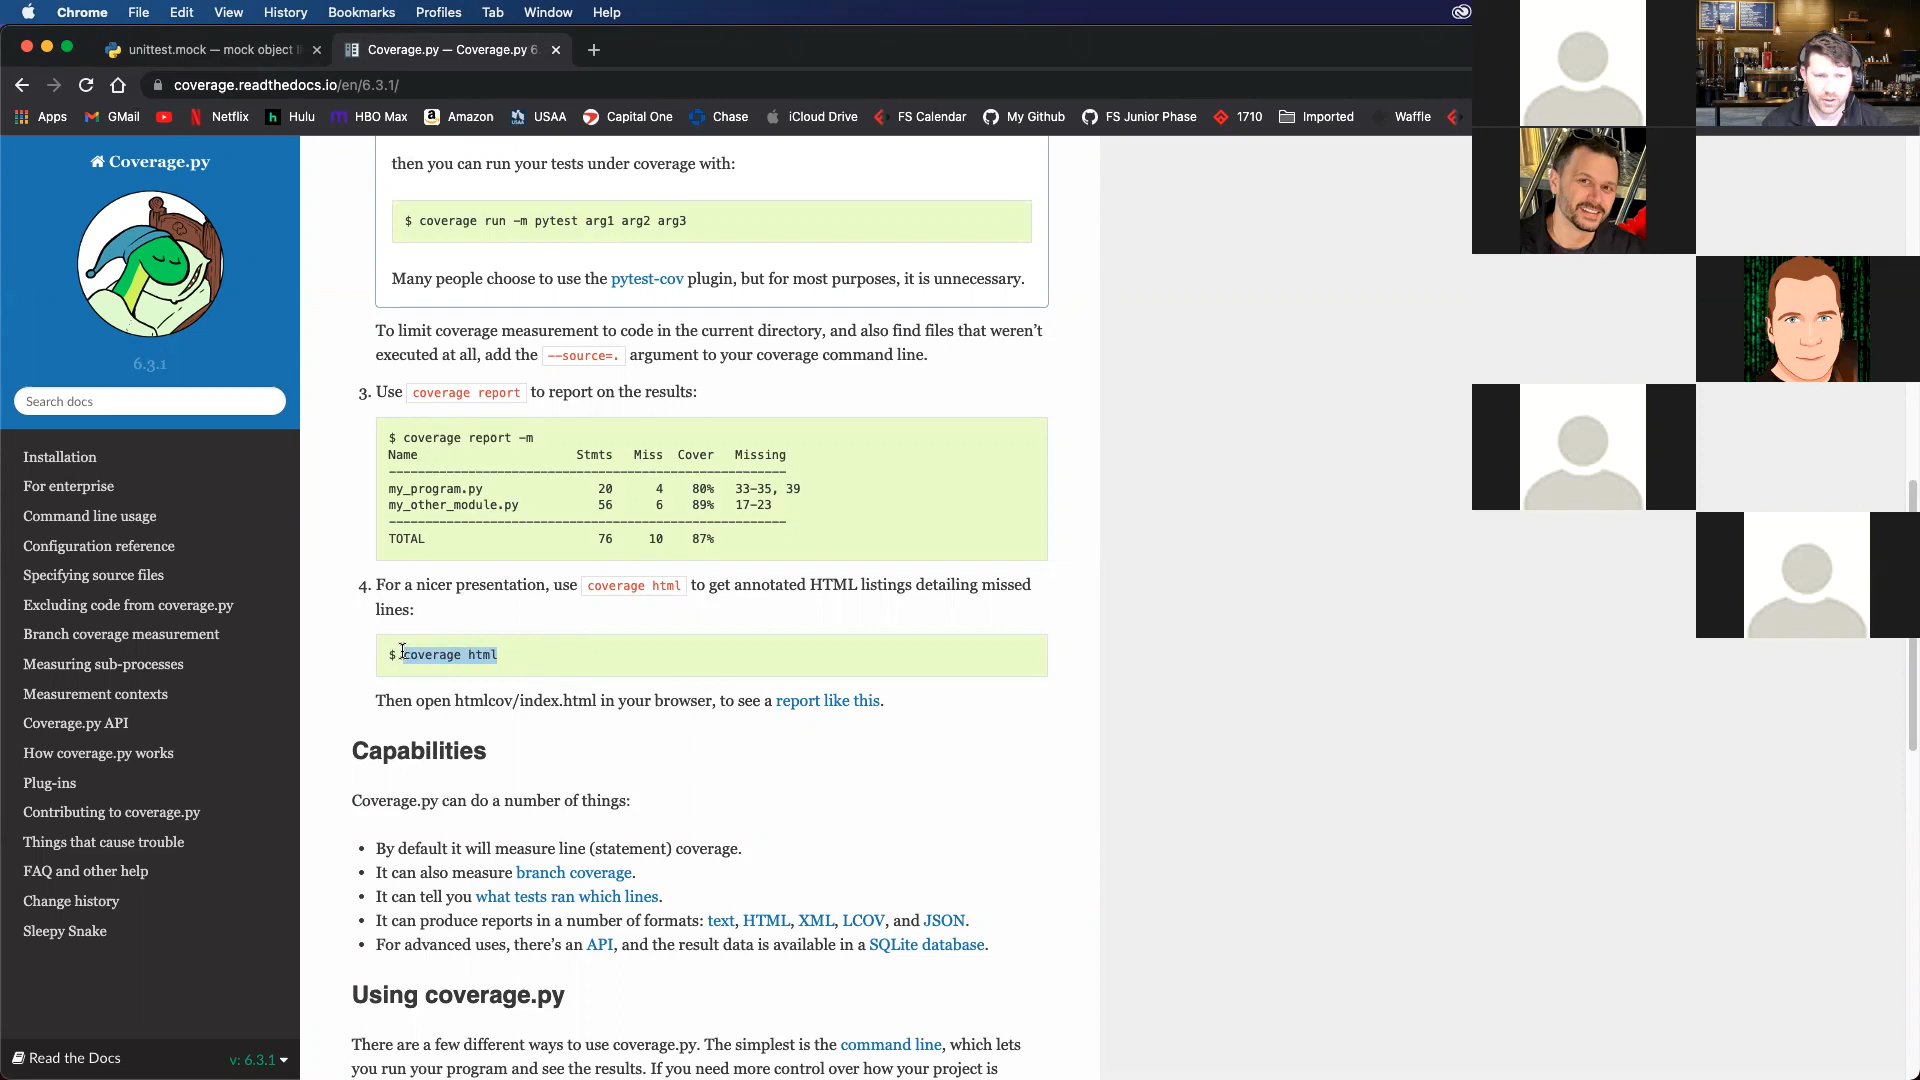 Chrome File Edit View History Bookmarks Profiles Tab Window Help
unittest.mock — mock object li
Coverage.py — Coverage.py 6.
coverage.readthedocs.io/en/6.3.1/
Apps GMail Netflix Hulu HBO Max Amazon USAA Capital One Chase iCloud Drive FS Calendar My Github FS Junior Phase 1710 Imported Waffle
Coverage.py
6.3.1
Search docs
Installation
For enterprise
Command line usage
Configuration reference
Specifying source files
Excluding code from coverage.py
Branch coverage measurement
Measuring sub-processes
Measurement contexts
Coverage.py API
How coverage.py works
Plug-ins
Contributing to coverage.py
Things that cause trouble
FAQ and other help
Change history
Sleepy Snake
Read the Docs v: 6.3.1
then you can run your tests under coverage with:
$ coverage run -m pytest arg1 arg2 arg3
Many people choose to use the pytest-cov plugin, but for most purposes, it is unnecessary.
To limit coverage measurement to code in the current directory, and also find files that weren’t
executed at all, add the --source=. argument to your coverage command line.
3. Use coverage report to report on the results:
$ coverage report -m
Name Stmts Miss Cover Missing
-------------------------------------------------------
my_program.py 20 4 80% 33-35, 39
my_other_module.py 56 6 89% 17-23
-------------------------------------------------------
TOTAL 76 10 87%
4. For a nicer presentation, use coverage html to get annotated HTML listings detailing missed
lines:
$ coverage html
Then open htmlcov/index.html in your browser, to see a report like this.
Capabilities
Coverage.py can do a number of things:
• By default it will measure line (statement) coverage.
• It can also measure branch coverage.
• It can tell you what tests ran which lines.
• It can produce reports in a number of formats: text, HTML, XML, LCOV, and JSON.
• For advanced uses, there’s an API, and the result data is available in a SQLite database.
Using coverage.py
There are a few different ways to use coverage.py. The simplest is the command line, which lets
you run your program and see the results. If you need more control over how your project is